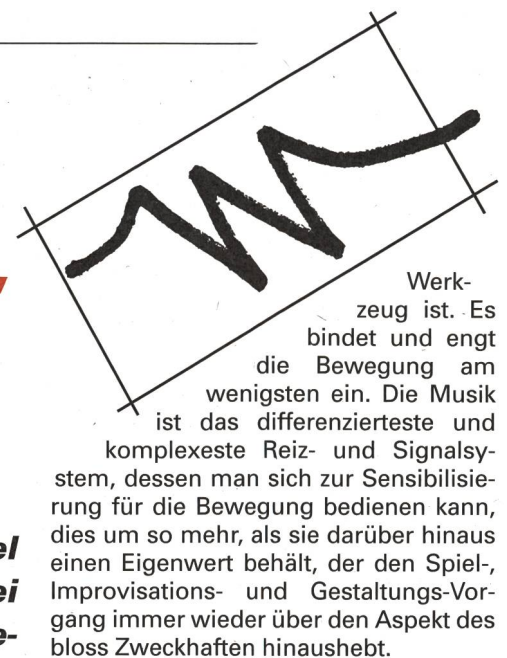 Werk-
zeug ist. Es
bindet und engt
die Bewegung am
wenigsten ein. Die Musik
ist das differenzierteste und
komplexeste Reiz- und Signalsy-
stem, dessen man sich zur Sensibilisie-
rung für die Bewegung bedienen kann,
dies um so mehr, als sie darüber hinaus
einen Eigenwert behält, der den Spiel-,
Improvisations- und Gestaltungs-Vor-
gang immer wieder über den Aspekt des
bloss Zweckhaften hinaushebt.
el
ei
e-